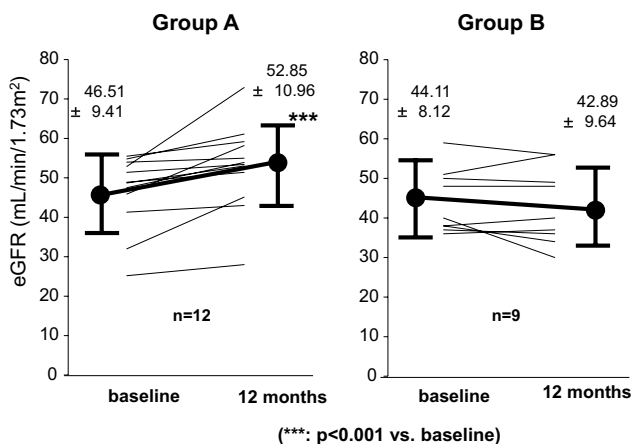 Group A
Group B
eGFR (mL/min/1.73m²)
80
70
60
50
40
30
20
10
0
46.51
± 9.41
52.85
± 10.96
***
n=12
baseline
12 months
80
70
60
50
40
30
20
10
0
44.11
± 8.12
42.89
± 9.64
n=9
baseline
12 months
(***: p<0.001 vs. baseline)